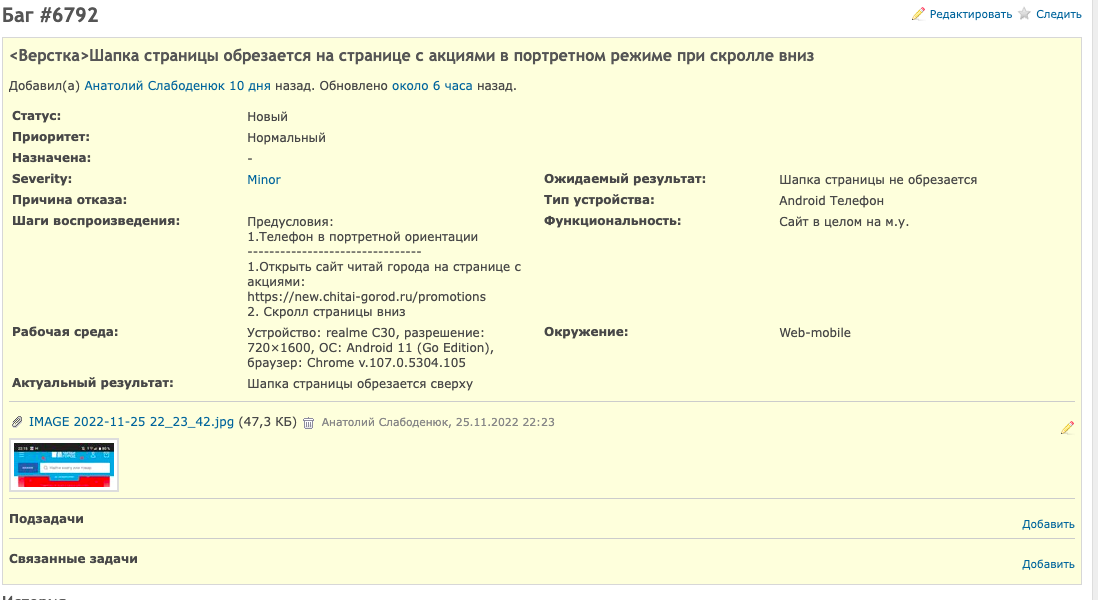 Баг #6792
Редактировать
Следить
<Верстка>Шапка страницы обрезается на странице с акциями в портретном режиме при скролле вниз
Добавил(а) Анатолий Слабоденюк 10 дня назад. Обновлено около 6 часа назад.
Статус: Новый
Приоритет: Нормальный
Назначена: -
Severity: Minor
Ожидаемый результат: Шапка страницы не обрезается
Причина отказа:
Тип устройства: Android Телефон
Шаги воспроизведения:
Предусловия:
1.Телефон в портретной ориентации
--------------------------------
1.Открыть сайт читай города на странице с
акциями:
https://new.chitai-gorod.ru/promotions
2. Скролл страницы вниз
Функциональность: Сайт в целом на м.у.
Рабочая среда:
Устройство: realme C30, разрешение:
720×1600, ОС: Android 11 (Go Edition),
браузер: Chrome v.107.0.5304.105
Окружение: Web-mobile
Актуальный результат: Шапка страницы обрезается сверху
IMAGE 2022-11-25 22_23_42.jpg (47,3 КБ) Анатолий Слабоденюк, 25.11.2022 22:23
Подзадачи
Добавить
Связанные задачи
Добавить